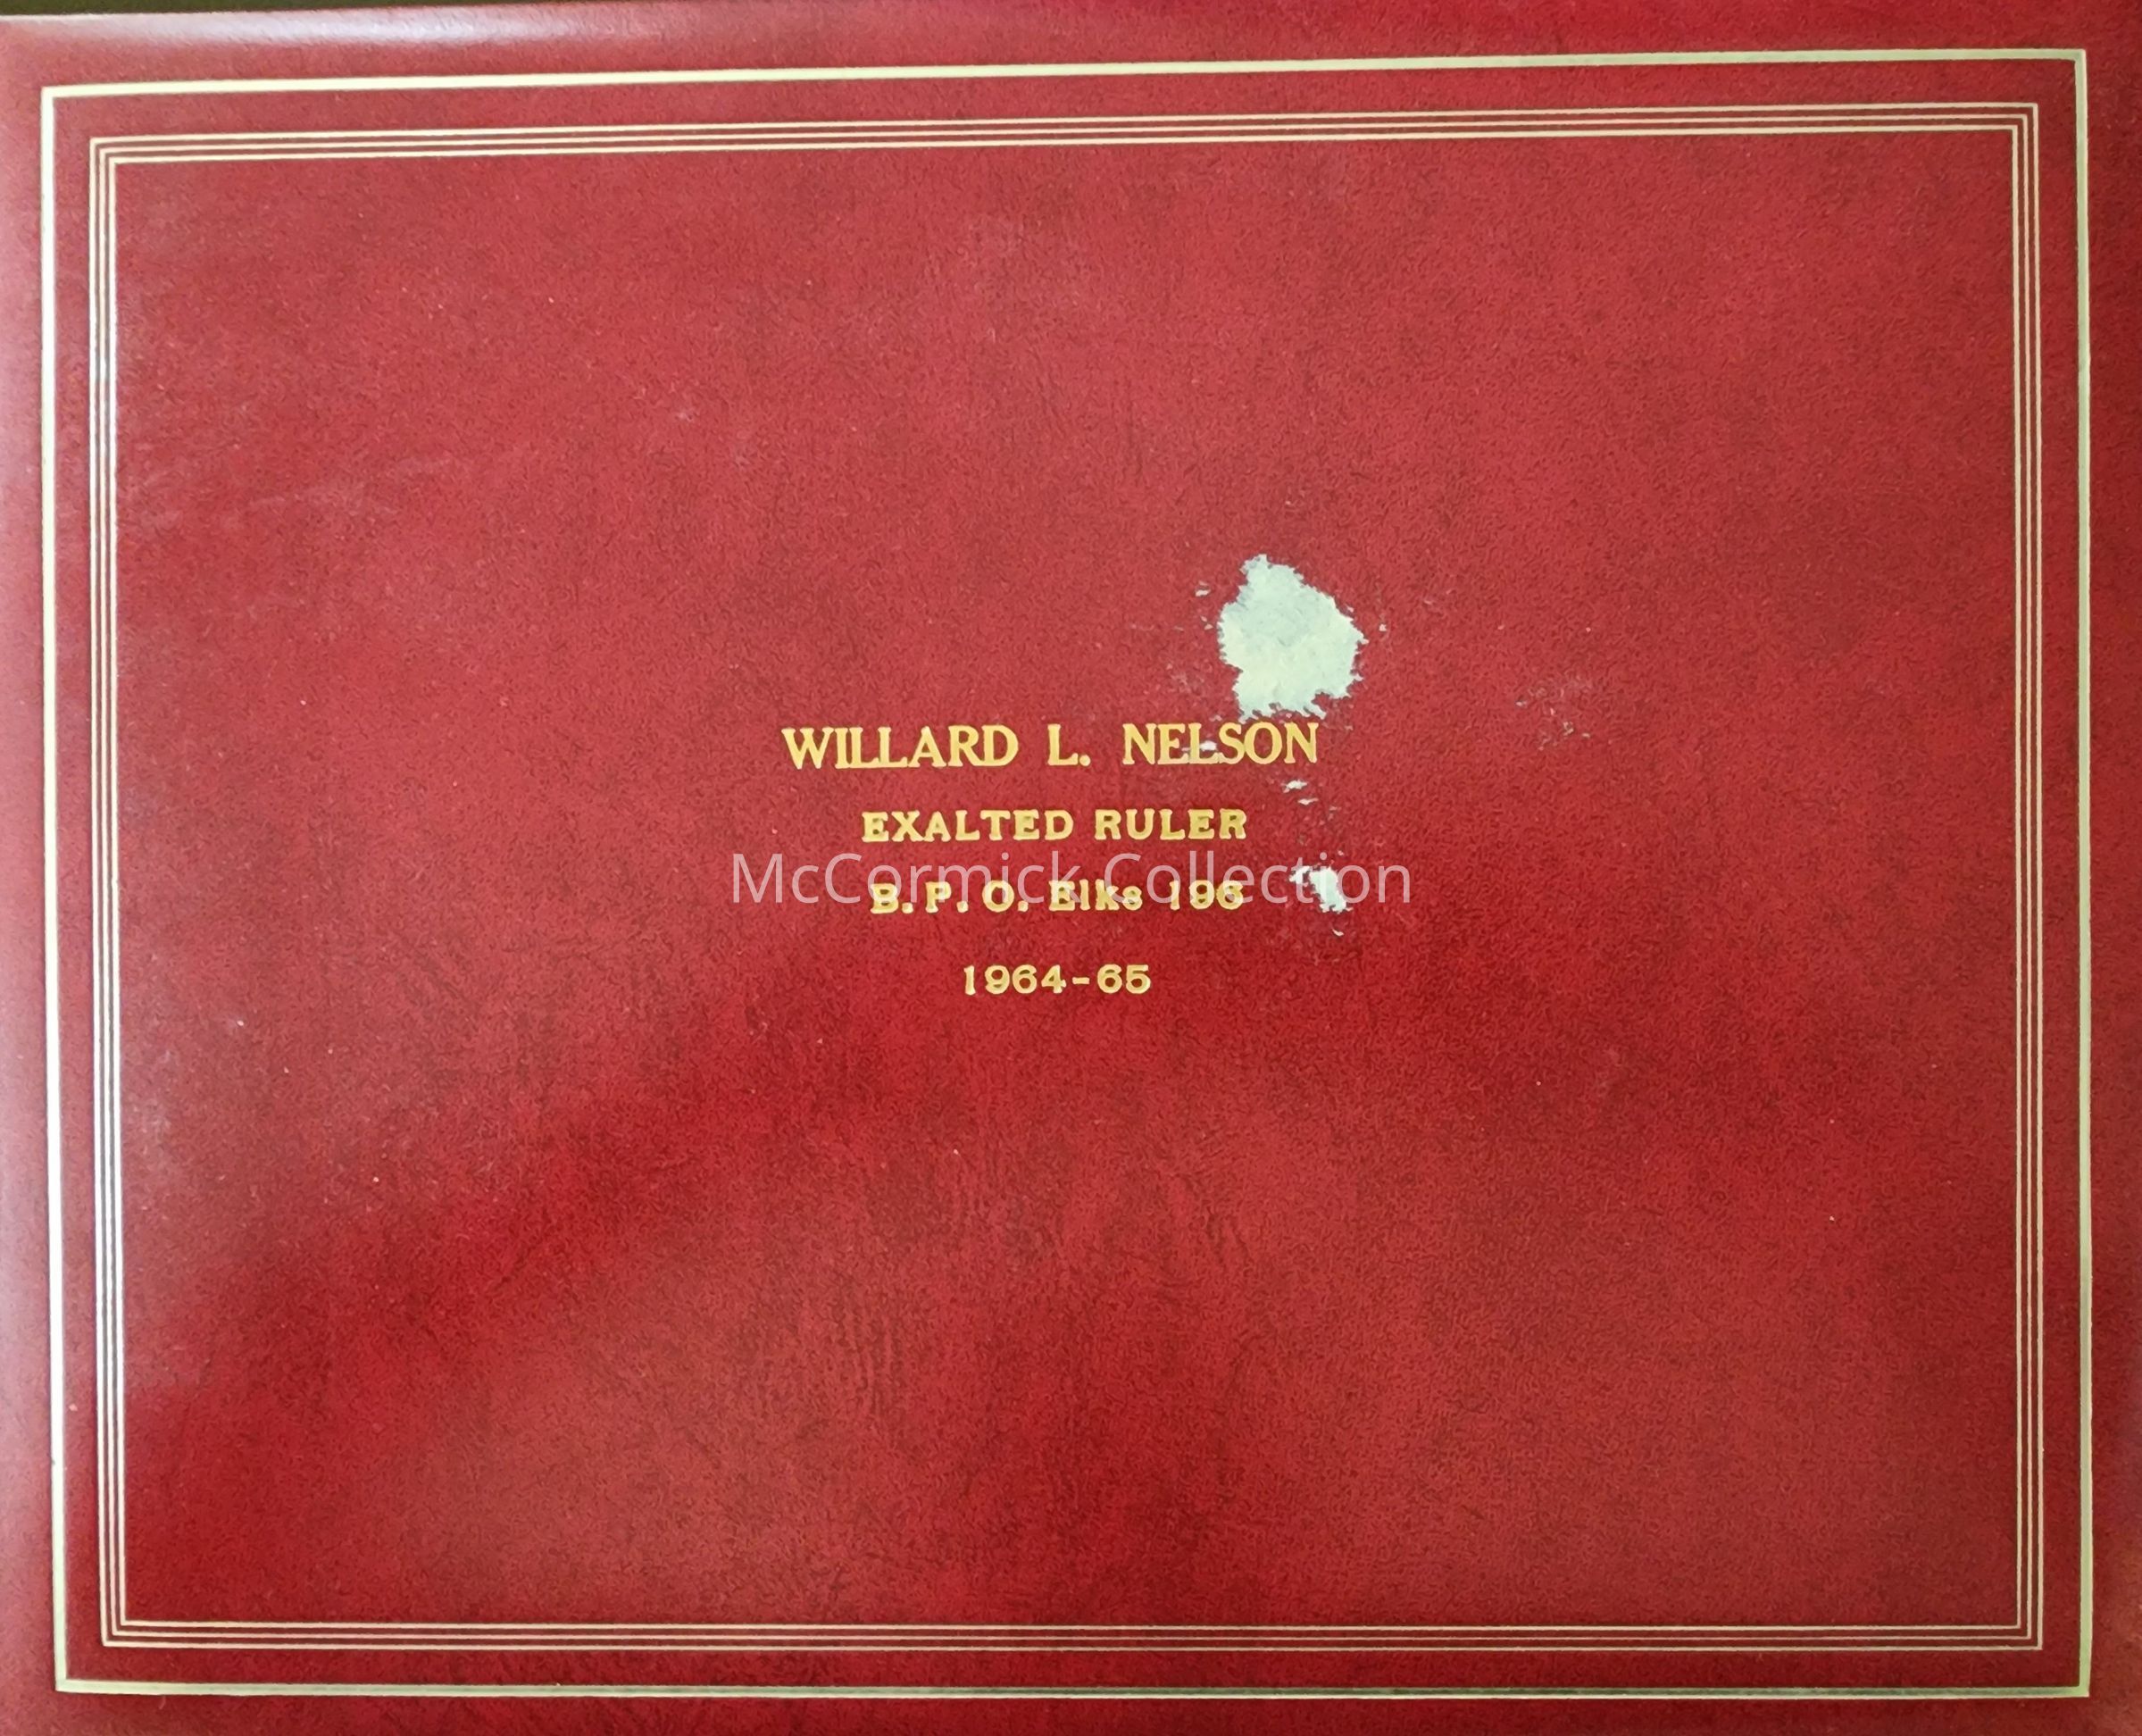 WILLARD L. NELSON
EXALTED RULER
McCormick Collection
B. P. O. Elks 196
1964-65